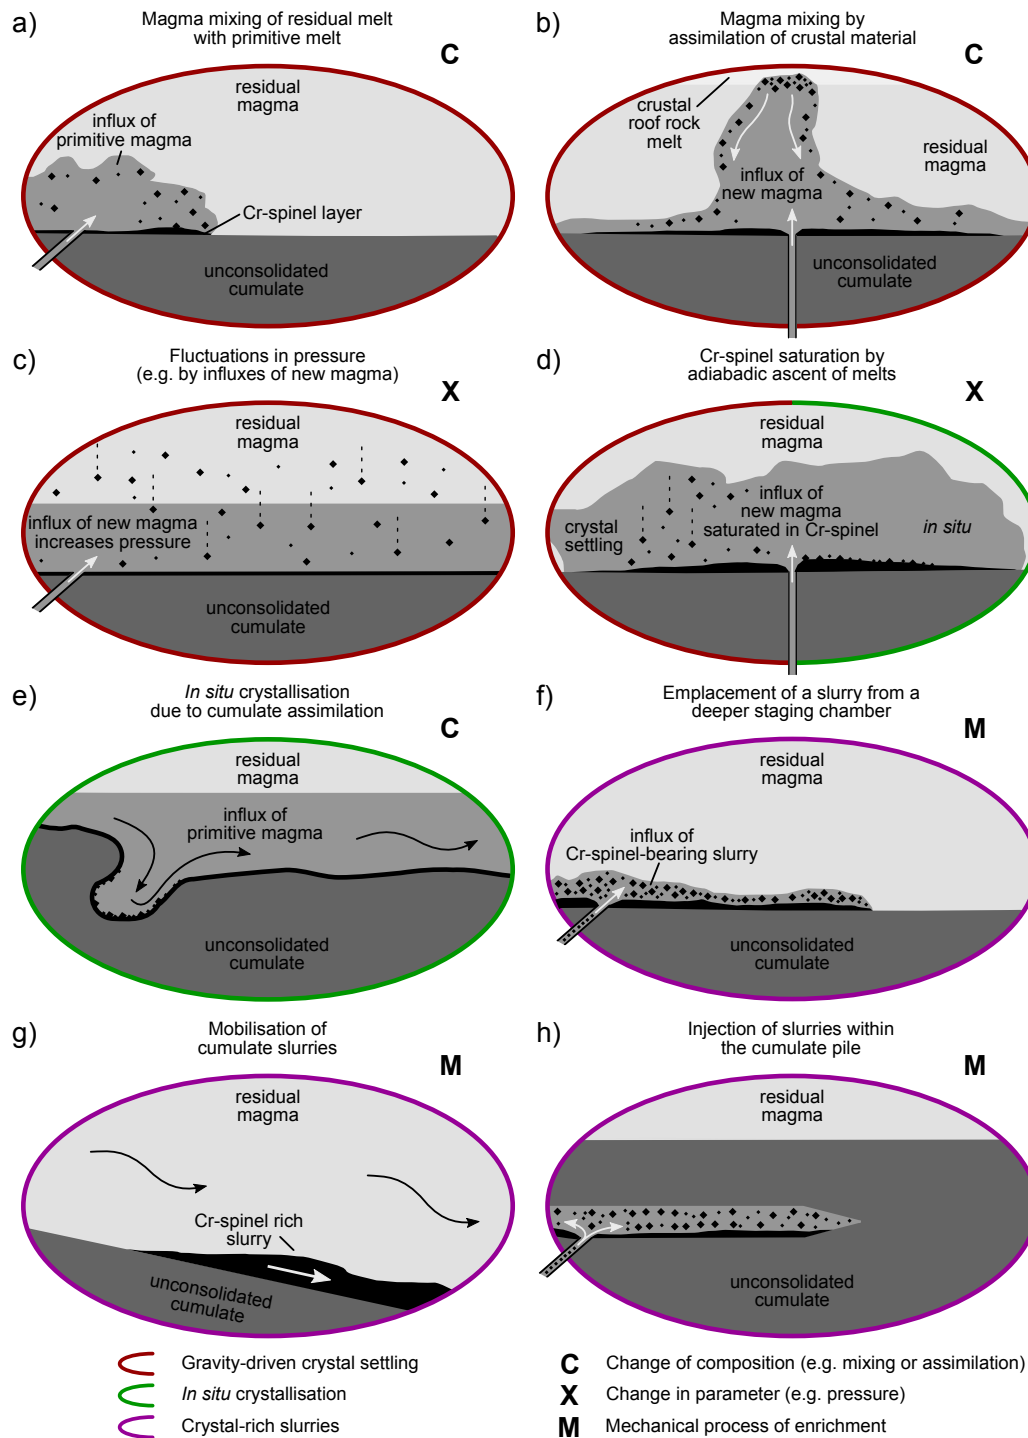 a)
Magma mixing of residual melt
with primitive melt
C
residual
magma
influx of
primitive magma
Cr-spinel layer
unconsolidated
cumulate
b)
Magma mixing by
assimilation of crustal material
C
crustal
roof rock
melt
residual
magma
influx of
new magma
unconsolidated
cumulate
c)
Fluctuations in pressure
(e.g. by influxes of new magma)
X
residual
magma
influx of new magma
increases pressure
unconsolidated
cumulate
d)
Cr-spinel saturation by
adiabadic ascent of melts
X
residual
magma
influx of
new magma
saturated in Cr-spinel
crystal
settling
in situ
e)
In situ crystallisation
due to cumulate assimilation
C
residual
magma
influx of
primitive magma
unconsolidated
cumulate
f)
Emplacement of a slurry from a
deeper staging chamber
M
residual
magma
influx of
Cr-spinel-bearing slurry
unconsolidated
cumulate
g)
Mobilisation of
cumulate slurries
M
residual
magma
Cr-spinel rich
slurry
unconsolidated
cumulate
h)
Injection of slurries within
the cumulate pile
M
residual
magma
unconsolidated
cumulate
Gravity-driven crystal settling
In situ crystallisation
Crystal-rich slurries
C Change of composition (e.g. mixing or assimilation)
X Change in parameter (e.g. pressure)
M Mechanical process of enrichment